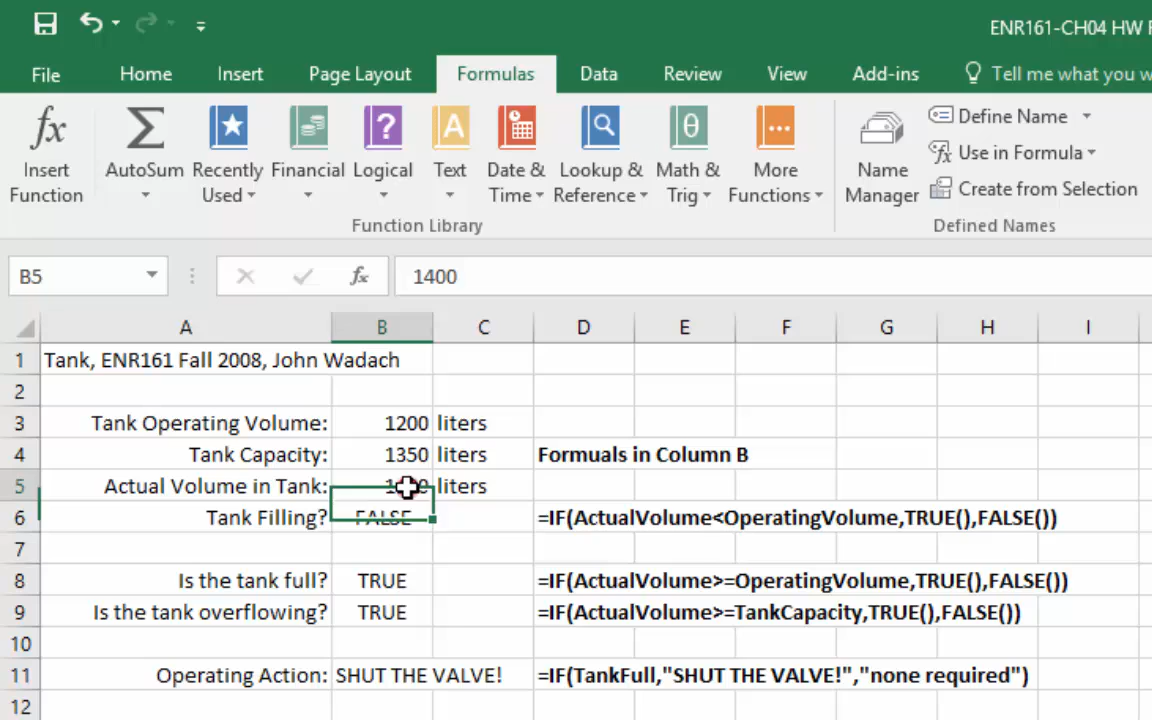 ENR161-CH04 HW
File Home Insert Page Layout Formulas Data Review View Add-ins Tell me what you
Insert Function
AutoSum
Recently Used
Financial
Logical
Text
Date & Time
Lookup & Reference
Math & Trig
More Functions
Function Library
Name Manager
Define Name
Use in Formula
Create from Selection
Defined Names
B5 fx 1400
A B C D E F G H I
1 Tank, ENR161 Fall 2008, John Wadach
2
3 Tank Operating Volume: 1200 liters
4 Tank Capacity: 1350 liters Formuals in Column B
5 Actual Volume in Tank: liters
6 Tank Filling? FALSE =IF(ActualVolume<OperatingVolume,TRUE(),FALSE())
7
8 Is the tank full? TRUE =IF(ActualVolume>=OperatingVolume,TRUE(),FALSE())
9 Is the tank overflowing? TRUE =IF(ActualVolume>=TankCapacity,TRUE(),FALSE())
10
11 Operating Action: SHUT THE VALVE! =IF(TankFull,"SHUT THE VALVE!","none required")
12